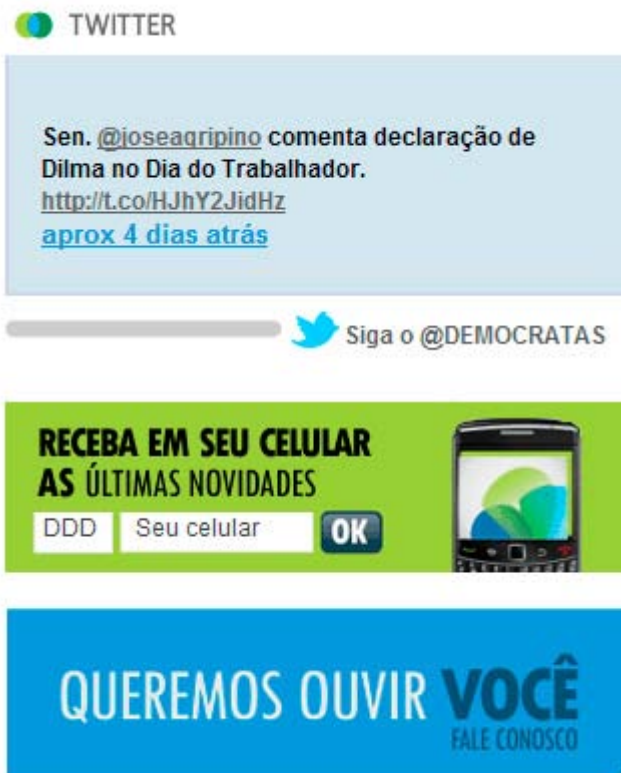 TWITTER
Sen. @joseagripino comenta declaração de
Dilma no Dia do Trabalhador.
http://t.co/HJhY2JidHz
aprox 4 dias atrás
Siga o @DEMOCRATAS
RECEBA EM SEU CELULAR
AS ÚLTIMAS NOVIDADES
DDD Seu celular OK
QUEREMOS OUVIR VOCÊ
FALE CONOSCO